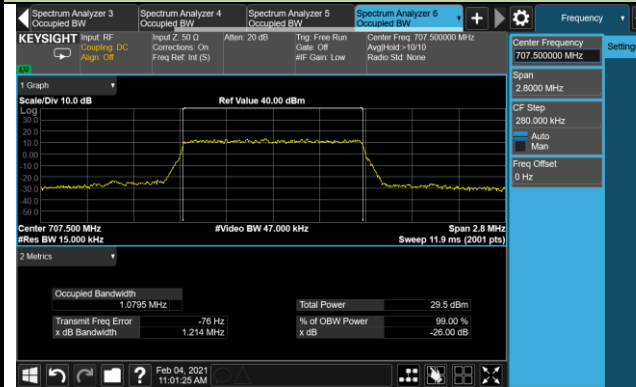 Spectrum Analyzer 3
Occupied BW
Spectrum Analyzer 4
Occupied BW
Spectrum Analyzer 5
Occupied BW
Spectrum Analyzer 6
Occupied BW
Frequency
KEYSIGHT
Input: RF
Coupling: DC
Align: Off
Input Z: 50 Ω
Corrections: On
Freq Ref: Int (S)
Atten: 20 dB
Trig: Free Run
Gate: Off
#IF Gain: Low
Center Freq: 707.500000 MHz
Avg|Hold:>10/10
Radio Std: None
Center Frequency
707.500000 MHz
Settings
Span
2.8000 MHz
CF Step
280.000 kHz
Auto
Man
Freq Offset
0 Hz
1 Graph
Scale/Div 10.0 dB
Ref Value 40.00 dBm
Log
30.0
20.0
10.0
0.00
-10.0
-20.0
-30.0
-40.0
-50.0
Center 707.500 MHz
#Video BW 47.000 kHz
Span 2.8 MHz
#Res BW 15.000 kHz
Sweep 11.9 ms (2001 pts)
2 Metrics
Occupied Bandwidth
1.0795 MHz
Total Power
29.5 dBm
Transmit Freq Error
-76 Hz
% of OBW Power
99.00 %
x dB Bandwidth
1.214 MHz
x dB
-26.00 dB
Feb 04, 2021
11:01:25 AM